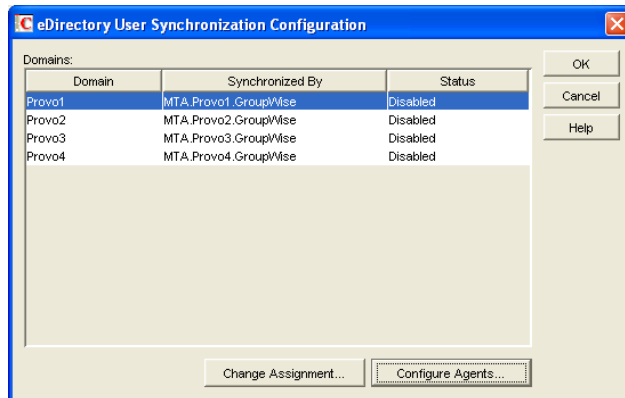 eDirectory User Synchronization Configuration
Domains:
Domain Synchronized By Status
Provo1 MTA.Provo1.GroupWise Disabled
Provo2 MTA.Provo2.GroupWise Disabled
Provo3 MTA.Provo3.GroupWise Disabled
Provo4 MTA.Provo4.GroupWise Disabled
OK
Cancel
Help
Change Assignment... Configure Agents...